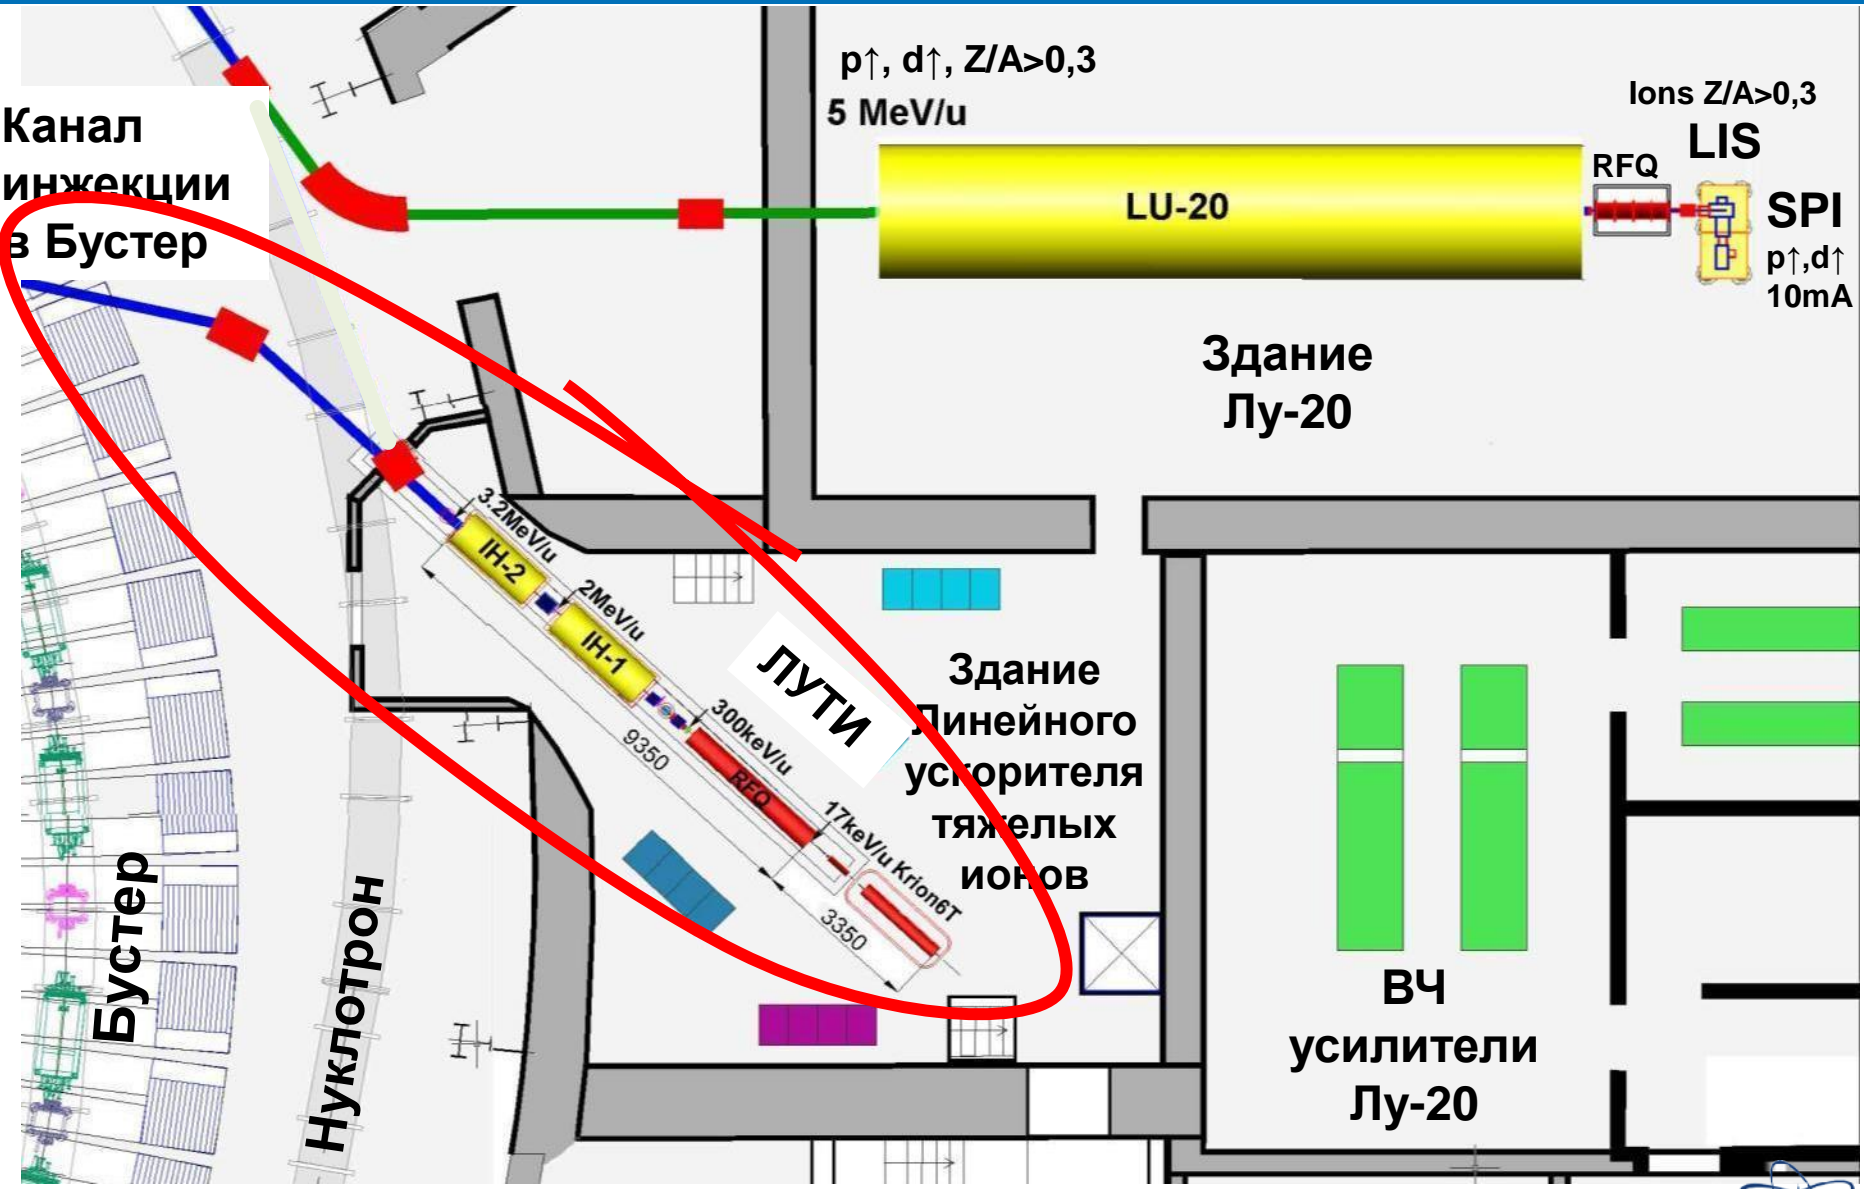 p↑, d↑, Z/A>0,3
5 MeV/u
Ions Z/A>0,3
LIS
RFQ
SPI
p↑,d↑
10mA
LU-20
Канал
инжекции
в Бустер
Здание
Лу-20
3.2MeV/u
IH-2
2MeV/u
IH-1
300keV/u
RFQ
9350
17keV/u Krion6T
3350
ЛУТИ
Здание
Линейного
ускорителя
тяжелых
ионов
Бустер
Нуклотрон
ВЧ
усилители
Лу-20